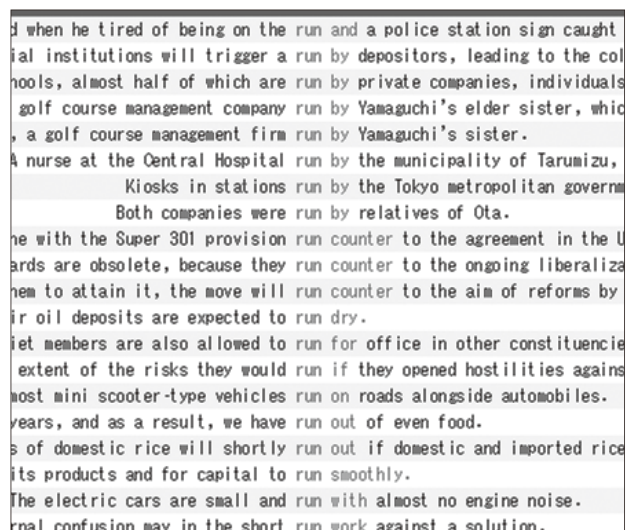 d when he tired of being on the run and a police station sign caught
ial institutions will trigger a run by depositors, leading to the col
hools, almost half of which are run by private companies, individuals
golf course management company run by Yamaguchi's elder sister, whic
, a golf course management firm run by Yamaguchi's sister.
A nurse at the Central Hospital run by the municipality of Tarumizu,
Kiosks in stations run by the Tokyo metropolitan governm
Both companies were run by relatives of Ota.
ne with the Super 301 provision run counter to the agreement in the U
ards are obsolete, because they run counter to the ongoing liberaliza
hem to attain it, the move will run counter to the aim of reforms by
ir oil deposits are expected to run dry.
iet members are also allowed to run for office in other constituencie
extent of the risks they would run if they opened hostilities agains
most mini scooter-type vehicles run on roads alongside automobiles.
years, and as a result, we have run out of even food.
s of domestic rice will shortly run out if domestic and imported rice
its products and for capital to run smoothly.
The electric cars are small and run with almost no engine noise.
rnal confusion may in the short run work against a solution.